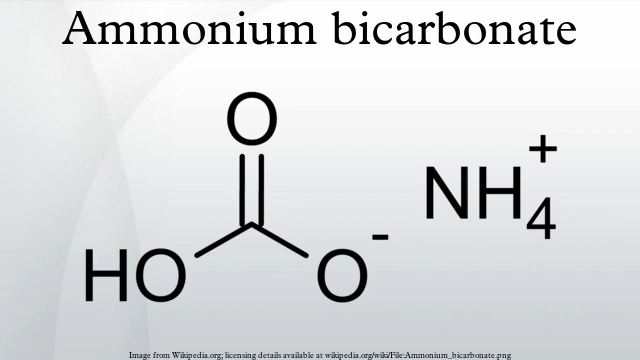 Ammonium bicarbonate
O
HO
O-
NH4+
Image from Wikipedia.org; licensing details available at wikipedia.org/wiki/File:Ammonium_bicarbonate.png